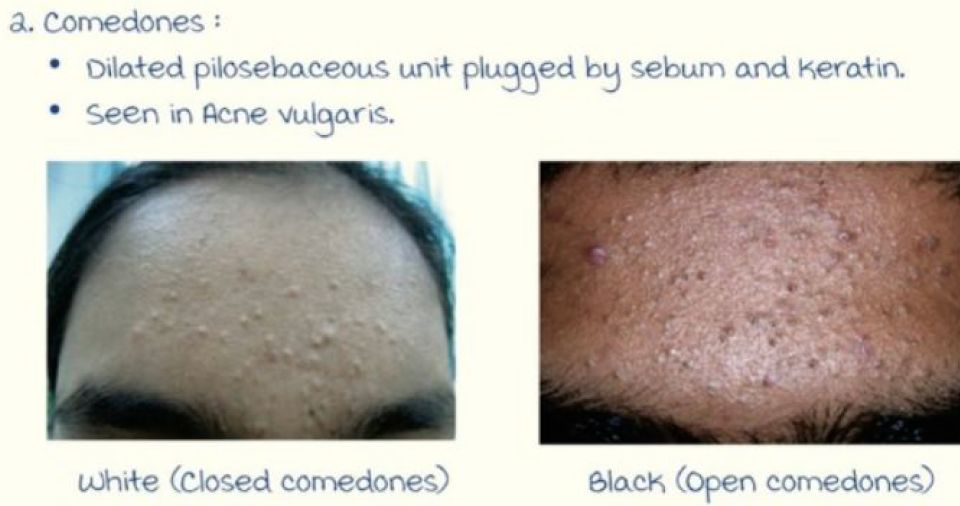 2. Comedones :
• Dilated pilosebaceous unit plugged by sebum and keratin.
• Seen in Acne vulgaris.
White (Closed comedones)
Black (Open comedones)